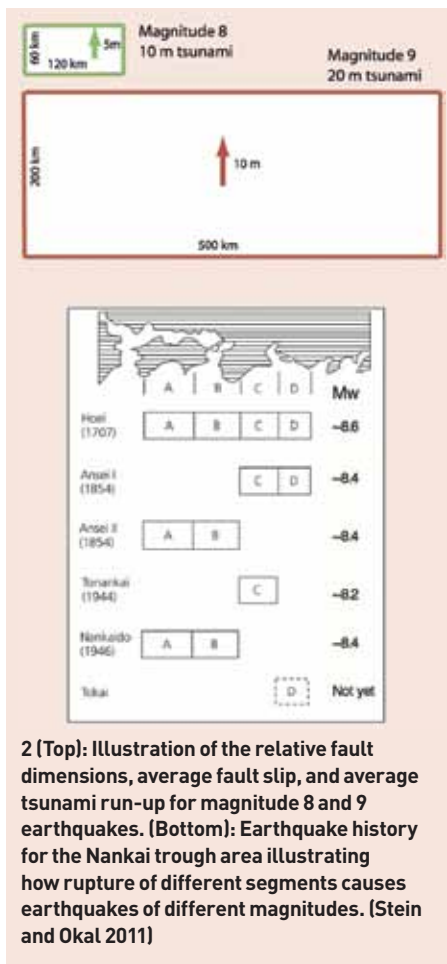 60 km
5m
120 km
Magnitude 8
10 m tsunami
Magnitude 9
20 m tsunami
200 km
10 m
500 km
A B C D Mw
Hoei
(1707)
A B C D ~8.6
Ansei I
(1854)
C D ~8.4
Ansei II
(1854)
A B ~8.4
Tonankai
(1944)
C ~8.2
Nankaido
(1946)
A B ~8.4
Tokai D Not yet
2 (Top): Illustration of the relative fault
dimensions, average fault slip, and average
tsunami run-up for magnitude 8 and 9
earthquakes. (Bottom): Earthquake history
for the Nankai trough area illustrating
how rupture of different segments causes
earthquakes of different magnitudes. (Stein
and Okal 2011)